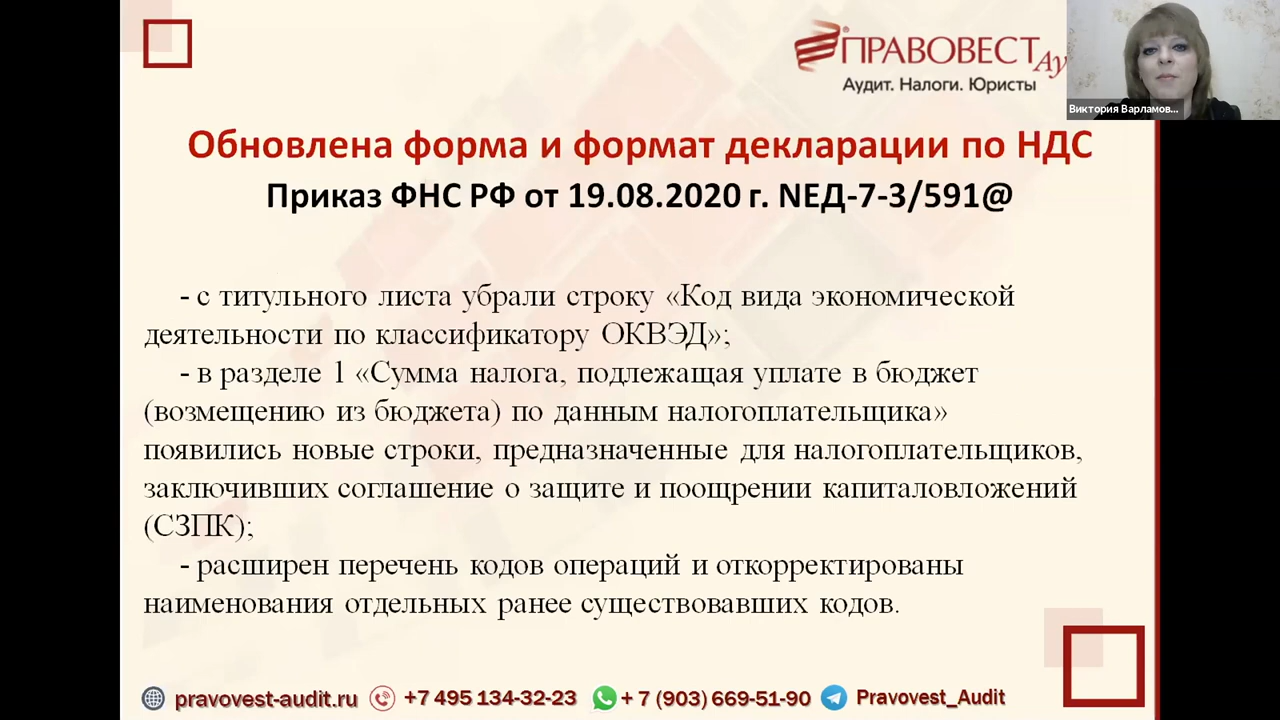 ПРАВОВЕСТ Ау
Аудит. Налоги. Юристы
Виктория Варламов...
Обновлена форма и формат декларации по НДС
Приказ ФНС РФ от 19.08.2020 г. NЕД-7-3/591@
- с титульного листа убрали строку «Код вида экономической
деятельности по классификатору ОКВЭД»;
- в разделе 1 «Сумма налога, подлежащая уплате в бюджет
(возмещению из бюджета) по данным налогоплательщика»
появились новые строки, предназначенные для налогоплательщиков,
заключивших соглашение о защите и поощрении капиталовложений
(СЗПК);
- расширен перечень кодов операций и откорректированы
наименования отдельных ранее существовавших кодов.
pravovest-audit.ru +7 495 134-32-23 + 7 (903) 669-51-90 Pravovest_Audit